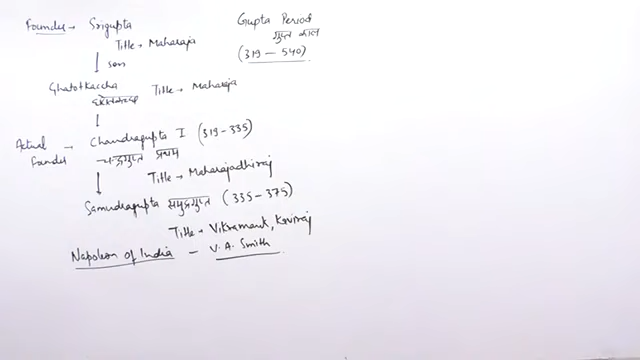 Founder → Srigupta
Title → Maharaja
Gupta Period
गुप्त काल
(319 – 540)
↓ son
Ghatotkaccha
घटोत्कच्छ
Title → Maharaja
↓
Actual Founder → Chandragupta I (319 - 335)
चन्द्रगुप्त प्रथम
↓
Title → Maharajadhiraj
Samudragupta समुद्रगुप्त (335 – 375)
Title → Vikramank, Kaviraj
Napoleon of India – V.A. Smith